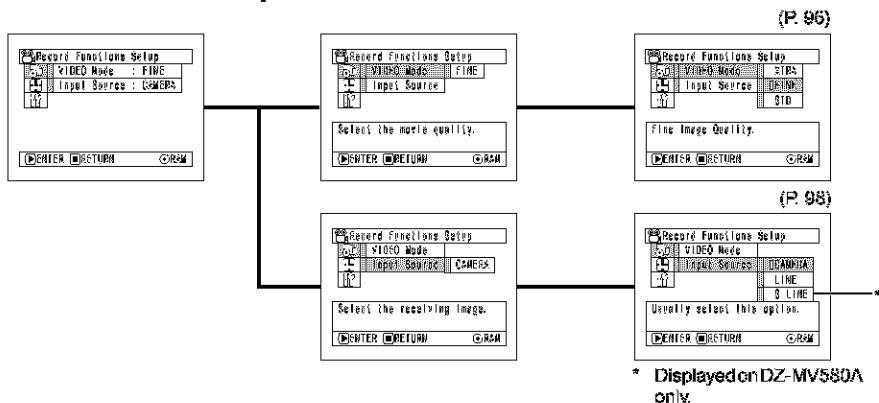 (P. 96)
Record Functions Setup
VIDEO Mode : FINE
Input Source : CAMERA
ENTER RETURN RAM
Record Functions Setup
VIDEO Mode FINE
Input Source
Select the movie quality.
ENTER RETURN RAM
Record Functions Setup
VIDEO Mode XTRA
Input Source FINE
STD
Fine Image Quality.
ENTER RETURN RAM
(P. 98)
Record Functions Setup
VIDEO Mode
Input Source CAMERA
Select the receiving image.
ENTER RETURN RAM
Record Functions Setup
VIDEO Mode
Input Source CAMERA
LINE
S LINE
*
Usually select this option.
ENTER RETURN RAM
* Displayed on DZ-MV580A
only.